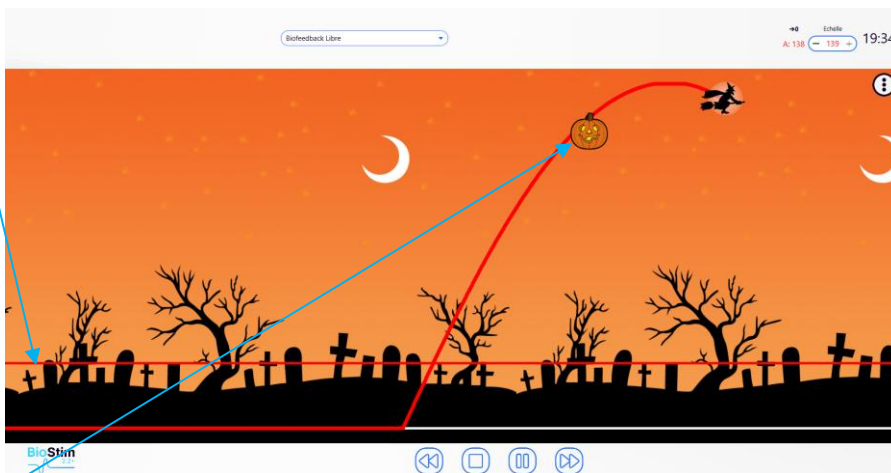 Biofeedback Libre
→0
Echelle
A: 138
− 139 +
19:34
BioStim